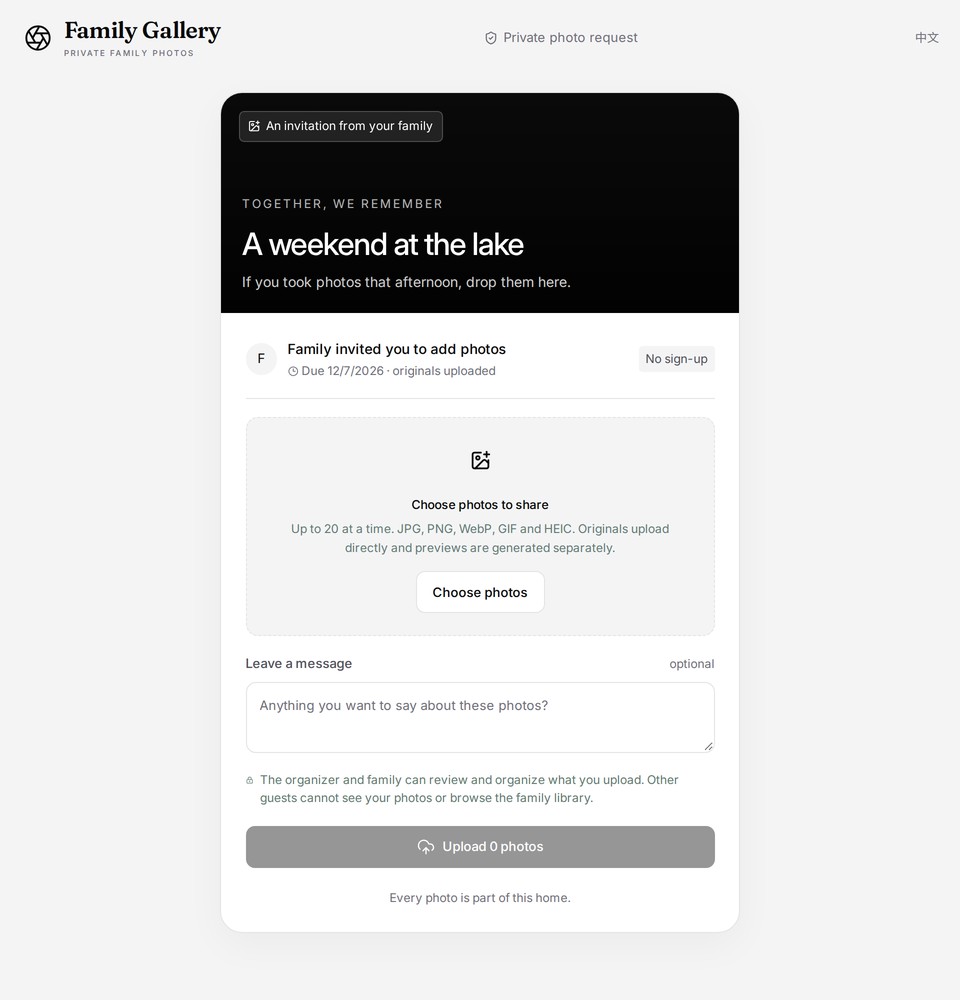 Family Gallery
PRIVATE FAMILY PHOTOS
Private photo request
中文
An invitation from your family
TOGETHER, WE REMEMBER
A weekend at the lake
If you took photos that afternoon, drop them here.
F
Family invited you to add photos
Due 12/7/2026 · originals uploaded
No sign-up
Choose photos to share
Up to 20 at a time. JPG, PNG, WebP, GIF and HEIC. Originals upload
directly and previews are generated separately.
Choose photos
Leave a message
optional
Anything you want to say about these photos?
The organizer and family can review and organize what you upload. Other
guests cannot see your photos or browse the family library.
Upload 0 photos
Every photo is part of this home.